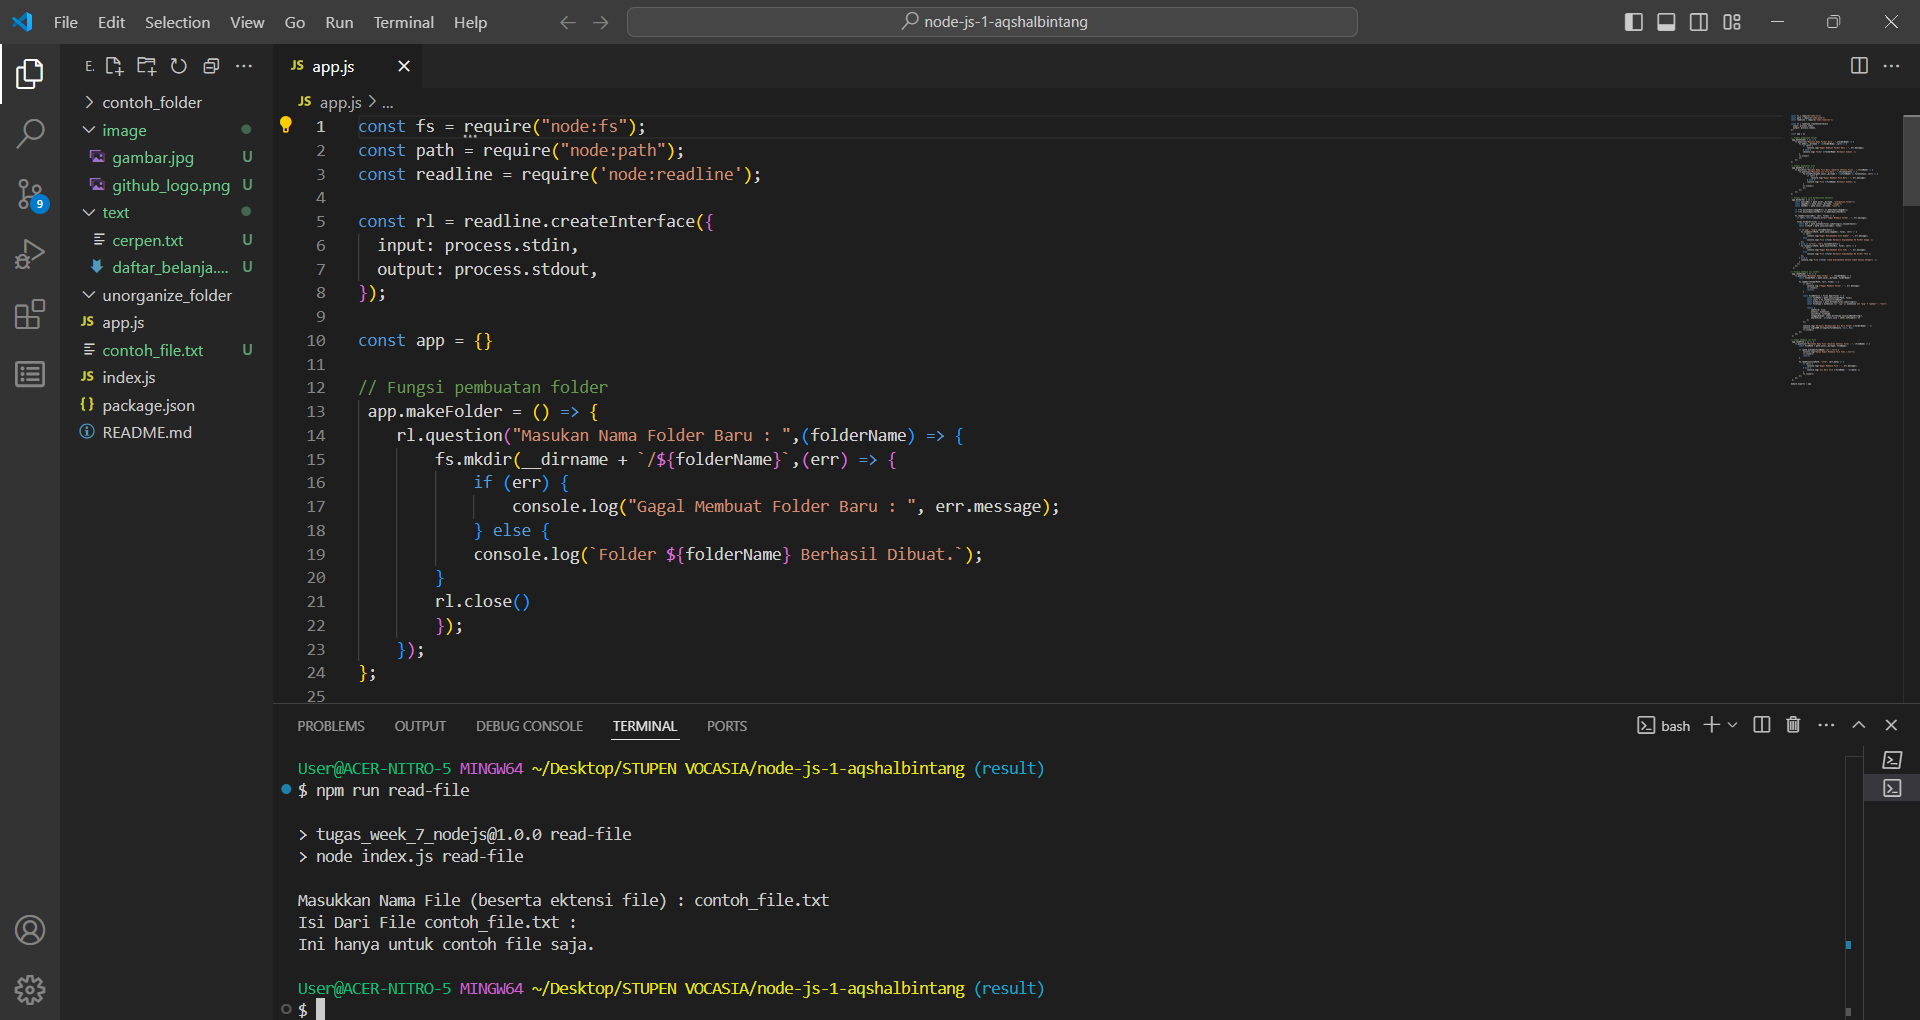 File Edit Selection View Go Run Terminal Help
node-js-1-aqshalbintang
E.
contoh_folder
image
gambar.jpg U
github_logo.png U
text
cerpen.txt U
daftar_belanja.... U
unorganize_folder
JS app.js
contoh_file.txt U
JS index.js
{} package.json
README.md
9
JS app.js
JS app.js > ...
1 const fs = require("node:fs");
2 const path = require("node:path");
3 const readline = require('node:readline');
4
5 const rl = readline.createInterface({
6 input: process.stdin,
7 output: process.stdout,
8 });
9
10 const app = {}
11
12 // Fungsi pembuatan folder
13 app.makeFolder = () => {
14 rl.question("Masukan Nama Folder Baru : ",(folderName) => {
15 fs.mkdir(__dirname + `/${folderName}`,(err) => {
16 if (err) {
17 console.log("Gagal Membuat Folder Baru : ", err.message);
18 } else {
19 console.log(`Folder ${folderName} Berhasil Dibuat.`);
20 }
21 rl.close()
22 });
23 });
24 };
25
PROBLEMS OUTPUT DEBUG CONSOLE TERMINAL PORTS
bash
User@ACER-NITRO-5 MINGW64 ~/Desktop/STUPEN VOCASIA/node-js-1-aqshalbintang (result)
$ npm run read-file
> tugas_week_7_nodejs@1.0.0 read-file
> node index.js read-file
Masukkan Nama File (beserta ektensi file) : contoh_file.txt
Isi Dari File contoh_file.txt :
Ini hanya untuk contoh file saja.
User@ACER-NITRO-5 MINGW64 ~/Desktop/STUPEN VOCASIA/node-js-1-aqshalbintang (result)
$